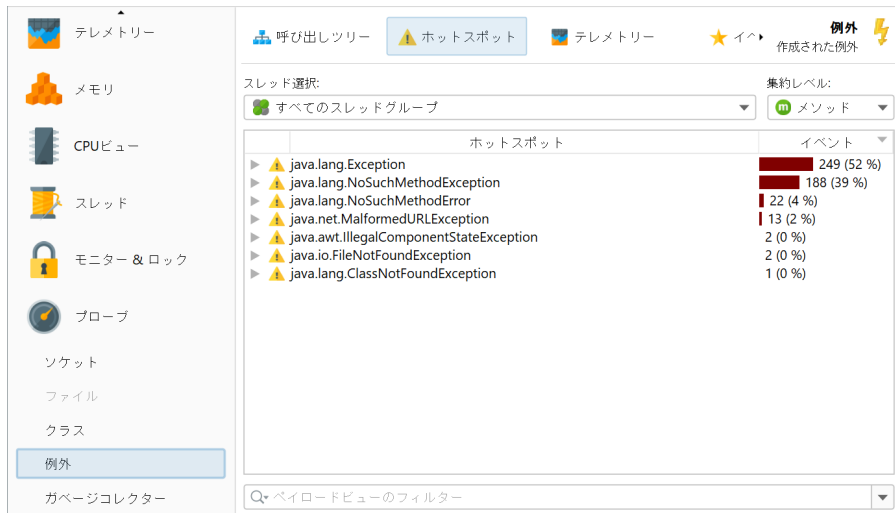 テレメトリー
メモリ
CPUビュー
スレッド
モニター & ロック
プローブ
ソケット
ファイル
クラス
例外
ガベージコレクター
呼び出しツリー
ホットスポット
テレメトリー
イベ
例外
作成された例外
スレッド選択:
集約レベル:
すべてのスレッドグループ
m メソッド
ホットスポット イベント
java.lang.Exception 249 (52 %)
java.lang.NoSuchMethodException 188 (39 %)
java.lang.NoSuchMethodError 22 (4 %)
java.net.MalformedURLException 13 (2 %)
java.awt.IllegalComponentStateException 2 (0 %)
java.io.FileNotFoundException 2 (0 %)
java.lang.ClassNotFoundException 1 (0 %)
ペイロードビューのフィルター